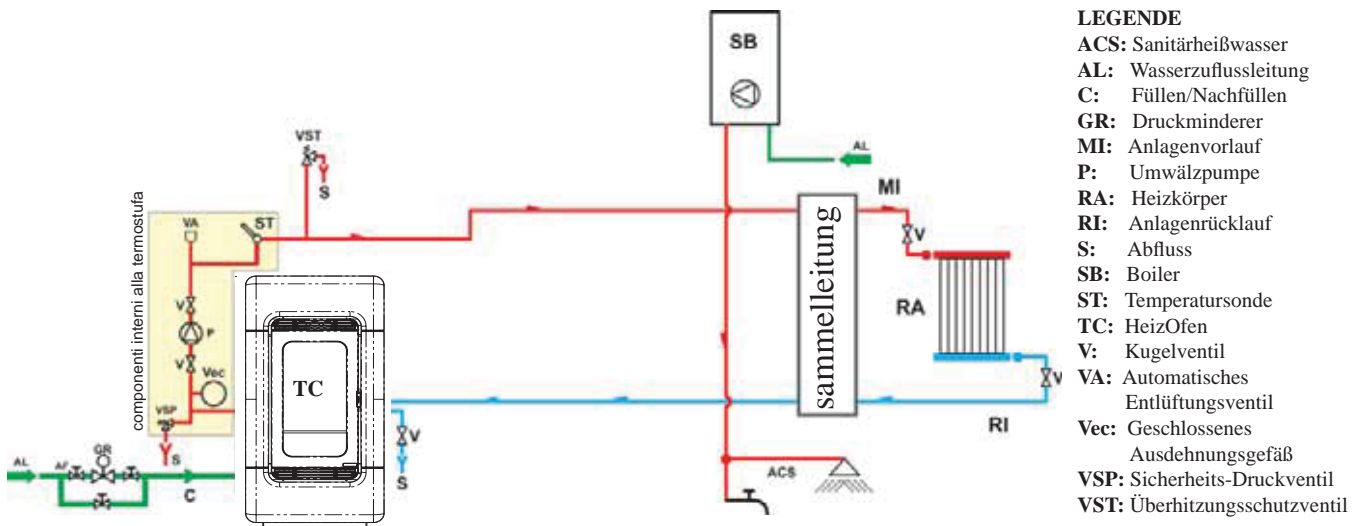 SB
VST
S
AL
MI
V
RA
V
RI
sammelleitung
ACS
componenti interni alla termostufa
VA
ST
V
P
V
Vec
VSP
S
TC
V
S
AL
AF
GR
C
LEGENDE
ACS: Sanitärheißwasser
AL: Wasserzuflussleitung
C: Füllen/Nachfüllen
GR: Druckminderer
MI: Anlagenvorlauf
P: Umwälzpumpe
RA: Heizkörper
RI: Anlagenrücklauf
S: Abfluss
SB: Boiler
ST: Temperatursonde
TC: HeizOfen
V: Kugelventil
VA: Automatisches
Entlüftungsventil
Vec: Geschlossenes
Ausdehnungsgefäß
VSP: Sicherheits-Druckventil
VST: Überhitzungsschutzventil